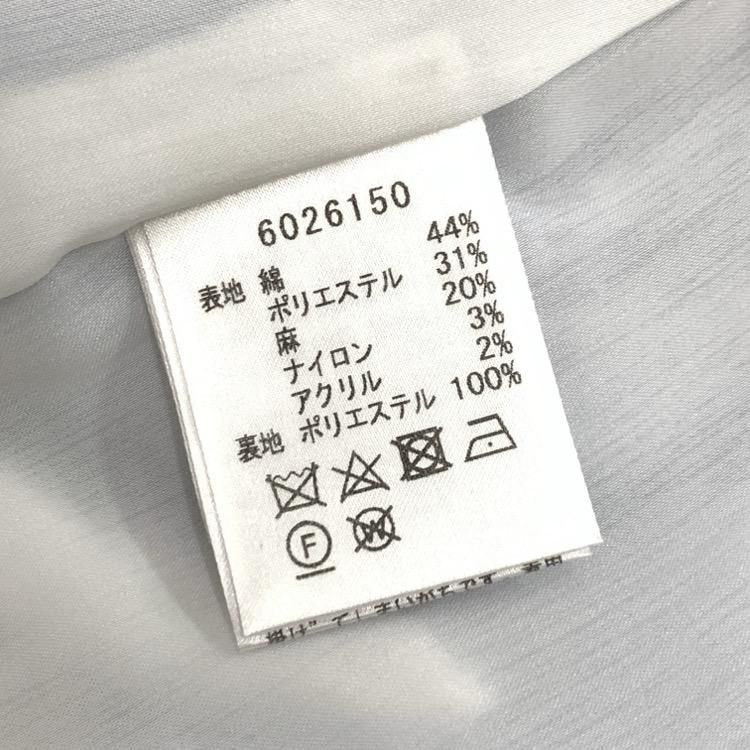 6026150
表地 綿 44%
ポリエステル 31%
麻 20%
ナイロン 3%
アクリル 2%
裏地 ポリエステル 100%
F W